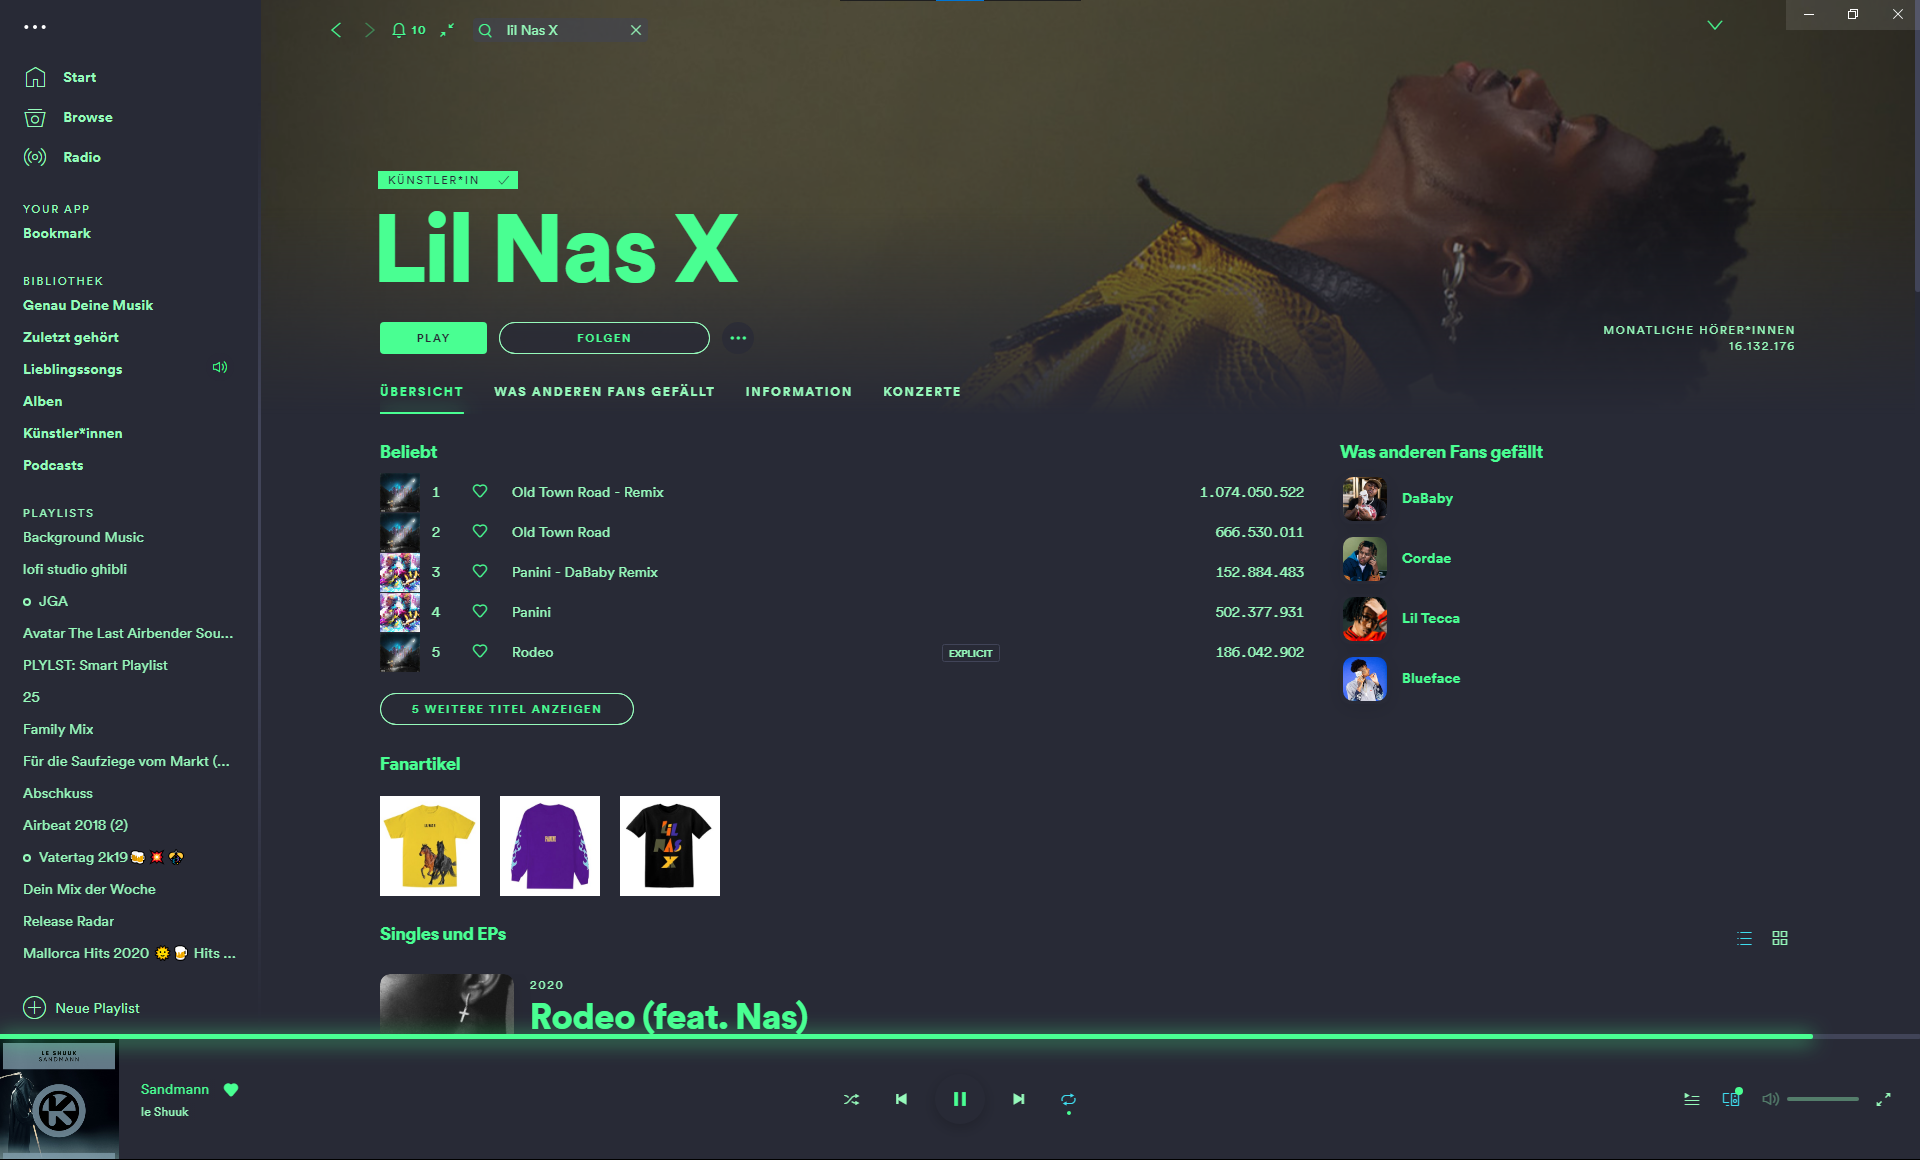 10
lil Nas X
Start
Browse
Radio
YOUR APP
Bookmark
BIBLIOTHEK
Genau Deine Musik
Zuletzt gehört
Lieblingssongs
Alben
Künstler*innen
Podcasts
PLAYLISTS
Background Music
lofi studio ghibli
JGA
Avatar The Last Airbender Sou...
PLYLST: Smart Playlist
25
Family Mix
Für die Saufziege vom Markt (...
Abschkuss
Airbeat 2018 (2)
Vatertag 2k19🍻💥🐝
Dein Mix der Woche
Release Radar
Mallorca Hits 2020 🌞🍺 Hits ...
Neue Playlist
KÜNSTLER*IN
Lil Nas X
PLAY
FOLGEN
MONATLICHE HÖRER*INNEN
16.132.176
ÜBERSICHT
WAS ANDEREN FANS GEFÄLLT
INFORMATION
KONZERTE
Beliebt
1 Old Town Road - Remix 1.074.050.522
2 Old Town Road 666.530.011
3 Panini - DaBaby Remix 152.884.483
4 Panini 502.377.931
5 Rodeo EXPLICIT 186.042.902
5 WEITERE TITEL ANZEIGEN
Was anderen Fans gefällt
DaBaby
Cordae
Lil Tecca
Blueface
Fanartikel
LIL
NAS
X
Singles und EPs
2020
Rodeo (feat. Nas)
LE SHUUK
SANDMANN
Sandmann
le Shuuk